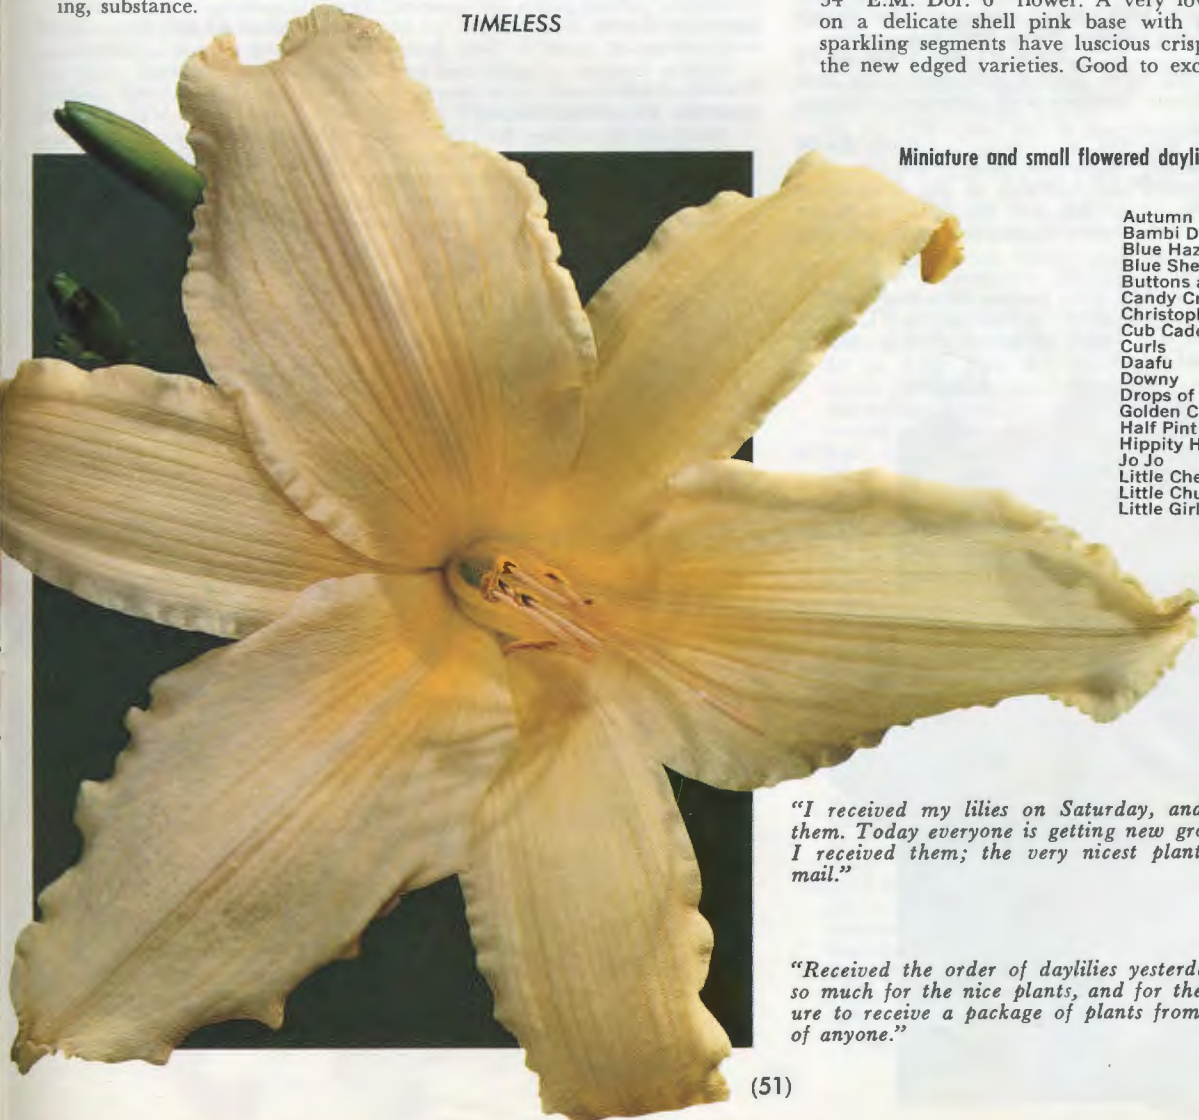 ing, substance.
TIMELESS
34" E.M. Dor. 6" flower. A very lov
on a delicate shell pink base with
sparkling segments have luscious crisp
the new edged varieties. Good to exc
Miniature and small flowered dayli
Autumn
Bambi D
Blue Haz
Blue She
Buttons a
Candy Cr
Christoph
Cub Cade
Curls
Daafu
Downy
Drops of
Golden C
Half Pint
Hippity H
Jo Jo
Little Che
Little Chu
Little Girl
“I received my lilies on Saturday, and
them. Today everyone is getting new gro
I received them; the very nicest plant
mail.”
“Received the order of daylilies yesterd
so much for the nice plants, and for the
ure to receive a package of plants from
of anyone.”
(51)